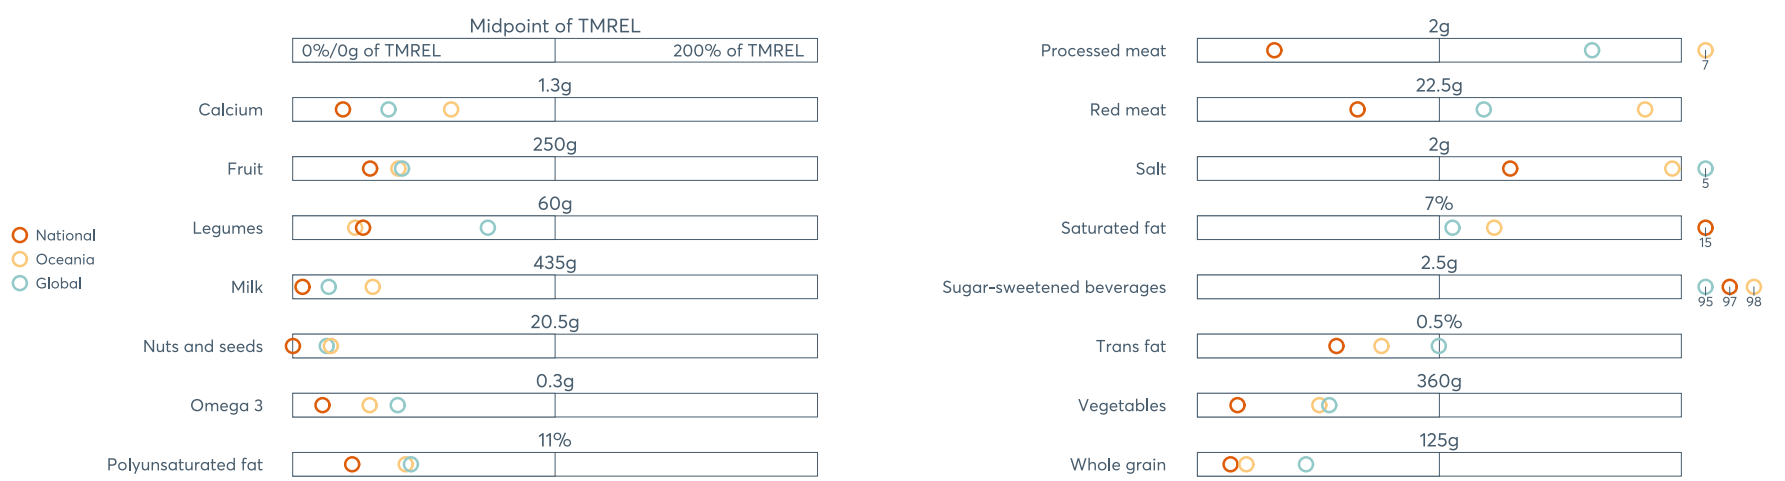 Midpoint of TMREL
0%/0g of TMREL 200% of TMREL
1.3g
Calcium
250g
Fruit
60g
Legumes
435g
Milk
20.5g
Nuts and seeds
0.3g
Omega 3
11%
Polyunsaturated fat
National
Oceania
Global
2g
Processed meat
7
22.5g
Red meat
2g
Salt
5
7%
Saturated fat
15
2.5g
Sugar-sweetened beverages
95 97 98
0.5%
Trans fat
360g
Vegetables
125g
Whole grain